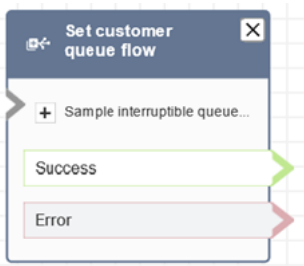 Set customer
queue flow
Sample interruptible queue...
Success
Error